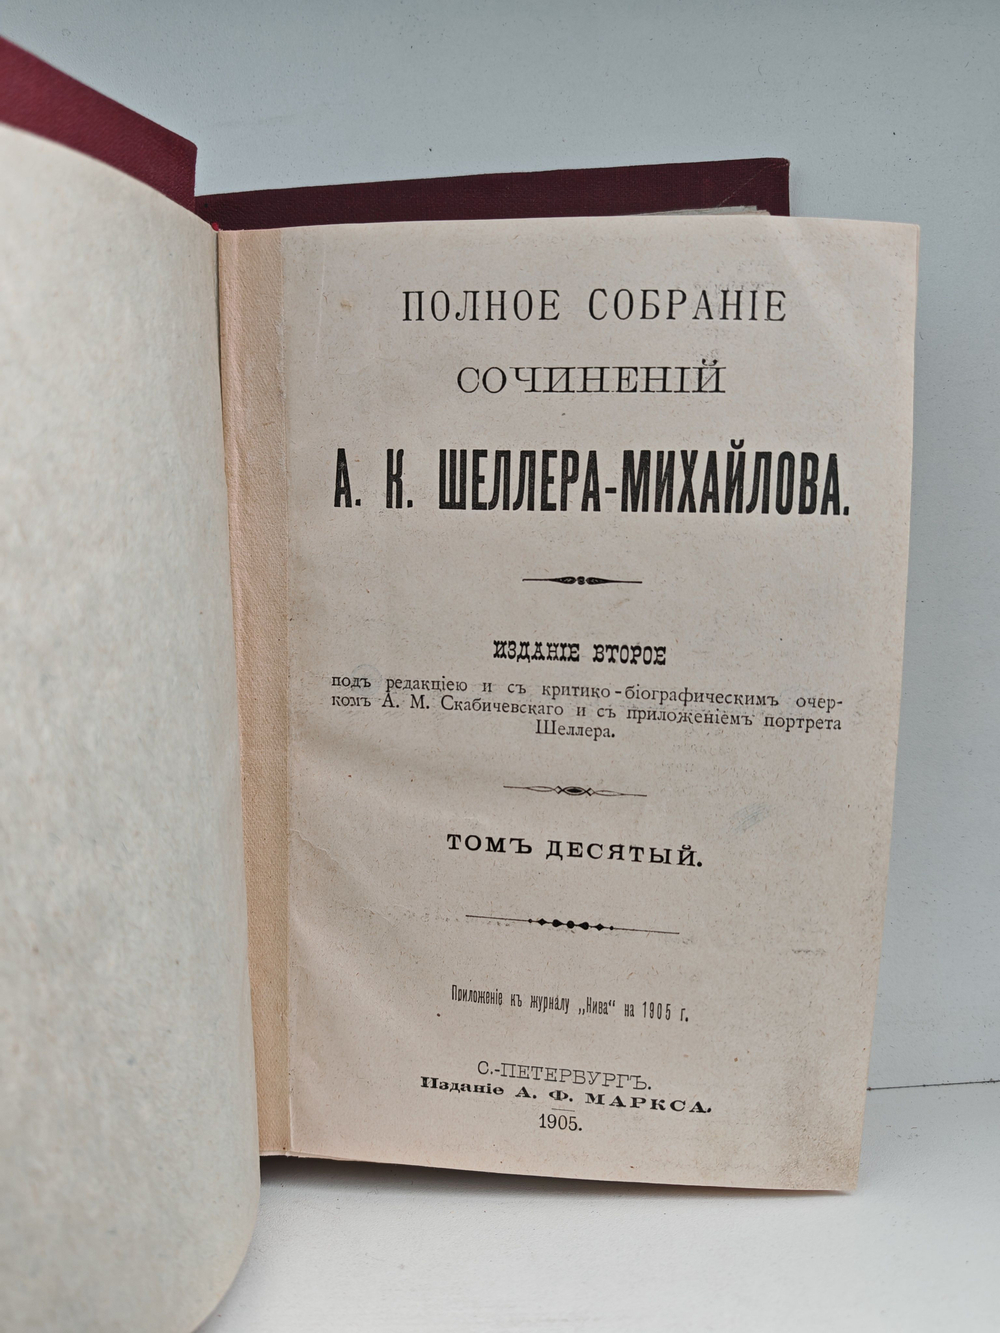 ПОЛНОЕ СОБРАНІЕ
СОЧИНЕНІЙ
А. К. ШЕЛЛЕРА-МИХАЙЛОВА.
ИЗДАНІЕ ВТОРОЕ
подъ редакціею и съ критико-біографическимъ очер-
комъ А. М. Скабичевскаго и съ приложеніемъ портрета
Шеллера.
ТОМЪ ДЕСЯТЫЙ.
Приложеніе къ журналу „Нива“ на 1905 г.
С.-ПЕТЕРБУРГЪ.
Изданіе А. Ф. МАРКСА.
1905.